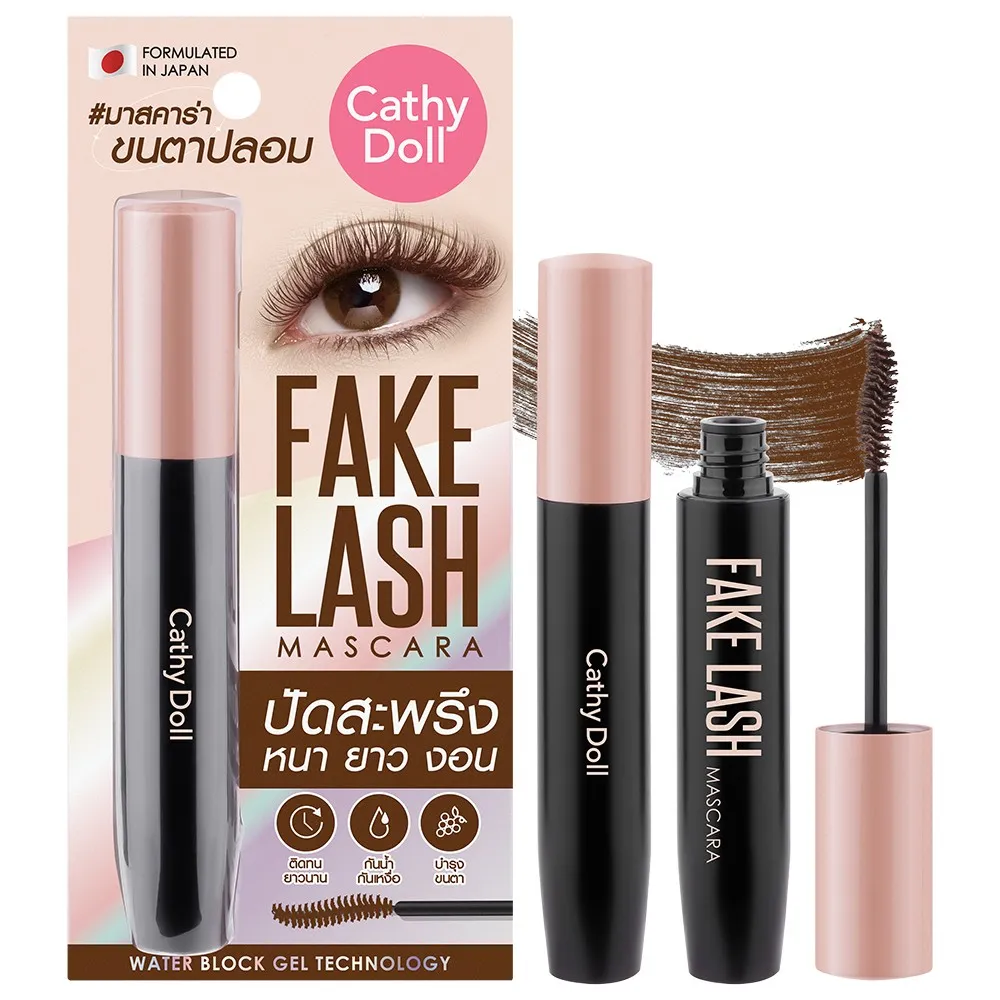 FORMULATED
IN JAPAN
#มาสคาร่า
ขนตาปลอม
Cathy
Doll
FAKE
LASH
MASCARA
ปัดสะพรึง
หนา ยาว งอน
ติดทน
ยาวนาน
กันน้ำ
กันเหงื่อ
บำรุง
ขนตา
WATER BLOCK GEL TECHNOLOGY
Cathy Doll
Cathy Doll
FAKE LASH
MASCARA